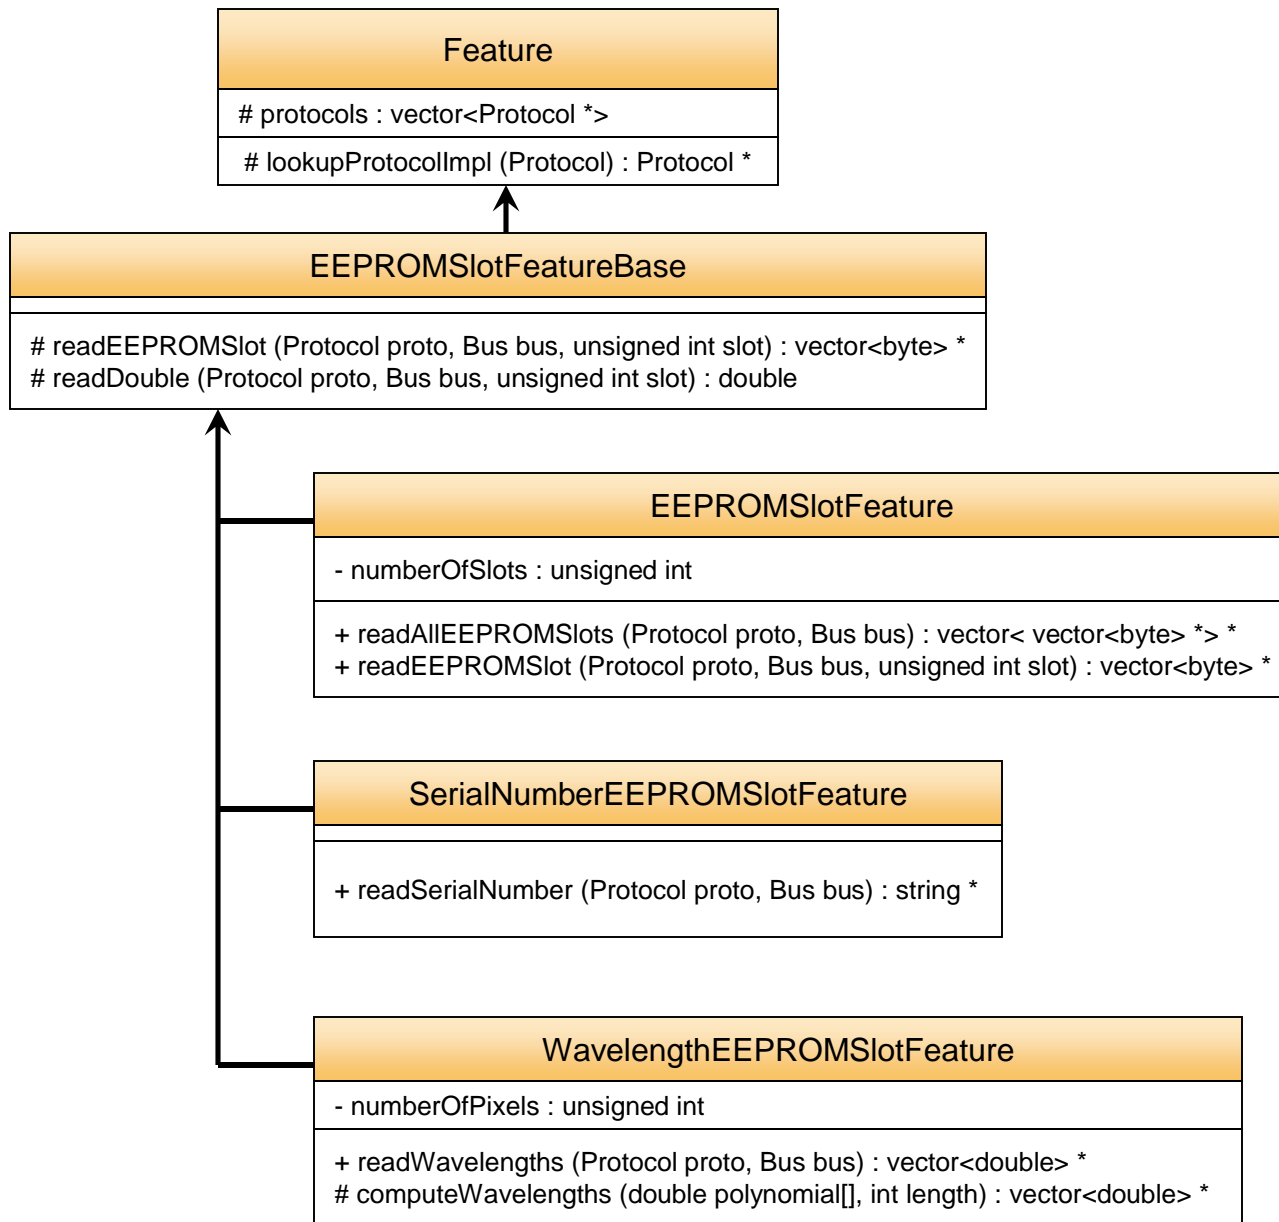 Feature
# protocols : vector<Protocol *>
# lookupProtocolImpl (Protocol) : Protocol *
EEPROMSlotFeatureBase
# readEEPROMSlot (Protocol proto, Bus bus, unsigned int slot) : vector<byte> *
# readDouble (Protocol proto, Bus bus, unsigned int slot) : double
EEPROMSlotFeature
- numberOfSlots : unsigned int
+ readAllEEPROMSlots (Protocol proto, Bus bus) : vector< vector<byte> *> *
+ readEEPROMSlot (Protocol proto, Bus bus, unsigned int slot) : vector<byte> *
SerialNumberEEPROMSlotFeature
+ readSerialNumber (Protocol proto, Bus bus) : string *
WavelengthEEPROMSlotFeature
- numberOfPixels : unsigned int
+ readWavelengths (Protocol proto, Bus bus) : vector<double> *
# computeWavelengths (double polynomial[], int length) : vector<double> *